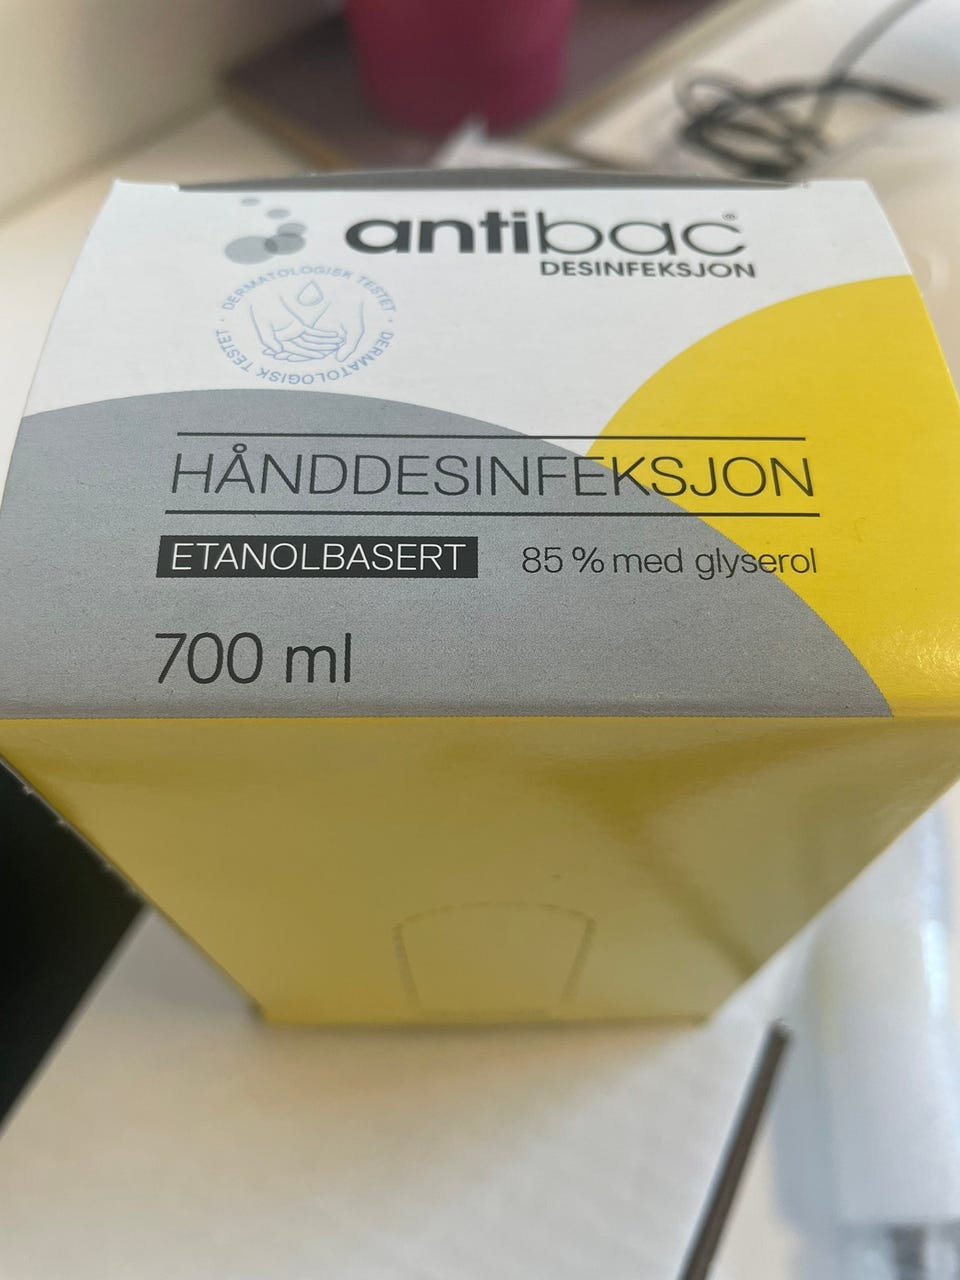 antibac®
DESINFEKSJON
DERMATOLOGISK TESTET · DERMATOLOGISK TESTET ·
HÅNDDESINFEKSJON
ETANOLBASERT 85 % med glyserol
700 ml